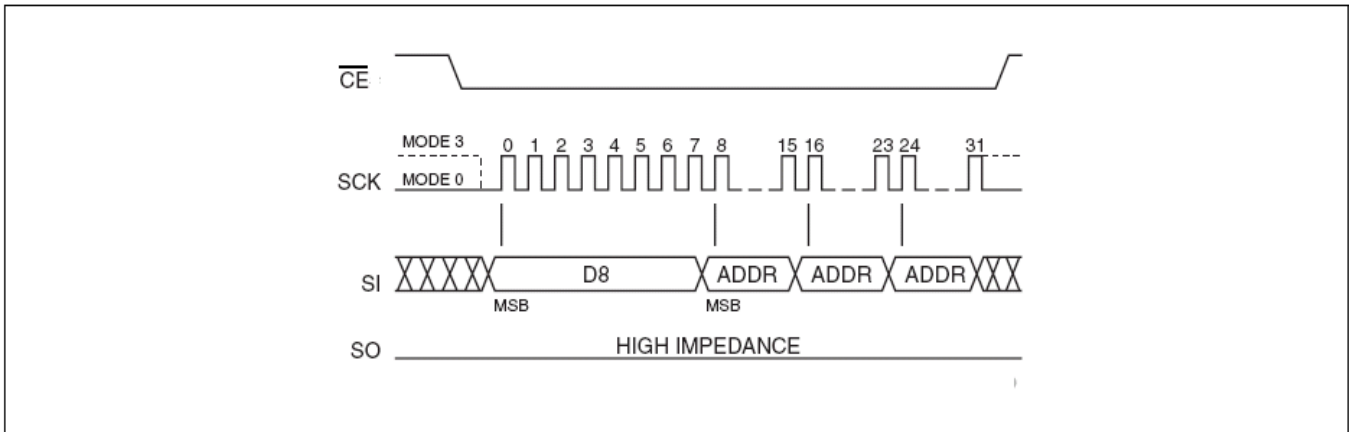 CE
MODE 3
0 1 2 3 4 5 6 7 8 15 16 23 24 31
SCK MODE 0
SI D8 ADDR ADDR ADDR
MSB MSB
SO HIGH IMPEDANCE